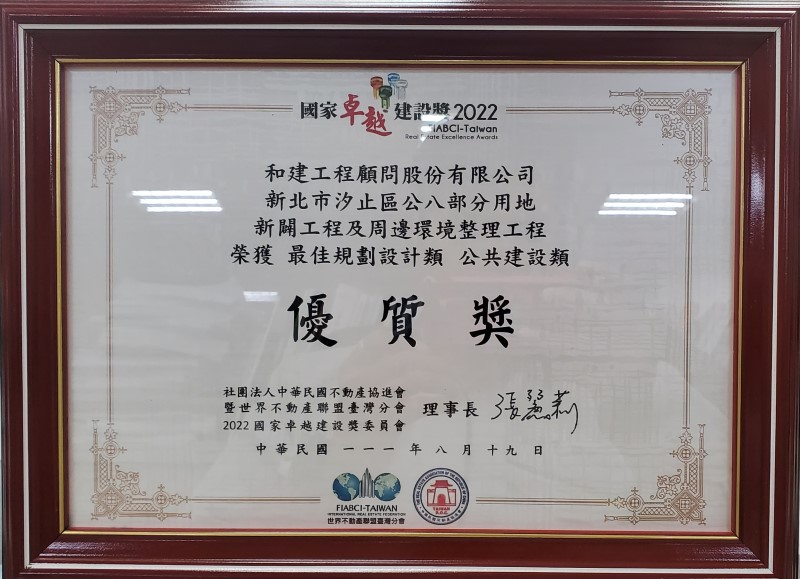 國家卓越建設獎2022
FIABCI-Taiwan
Real Estate Excellence Awards
和建工程顧問股份有限公司
新北市汐止區公八部分用地
新闢工程及周邊環境整理工程
榮獲 最佳規劃設計類 公共建設類
優質獎
社團法人中華民國不動產協進會
暨世界不動產聯盟臺灣分會
2022國家卓越建設獎委員會
理事長 張麗莉
中華民國一一一年八月十九日
FIABCI-TAIWAN
INTERNATIONAL REAL ESTATE FEDERATION
世界不動產聯盟臺灣分會
TAIWAN
R.O.C.